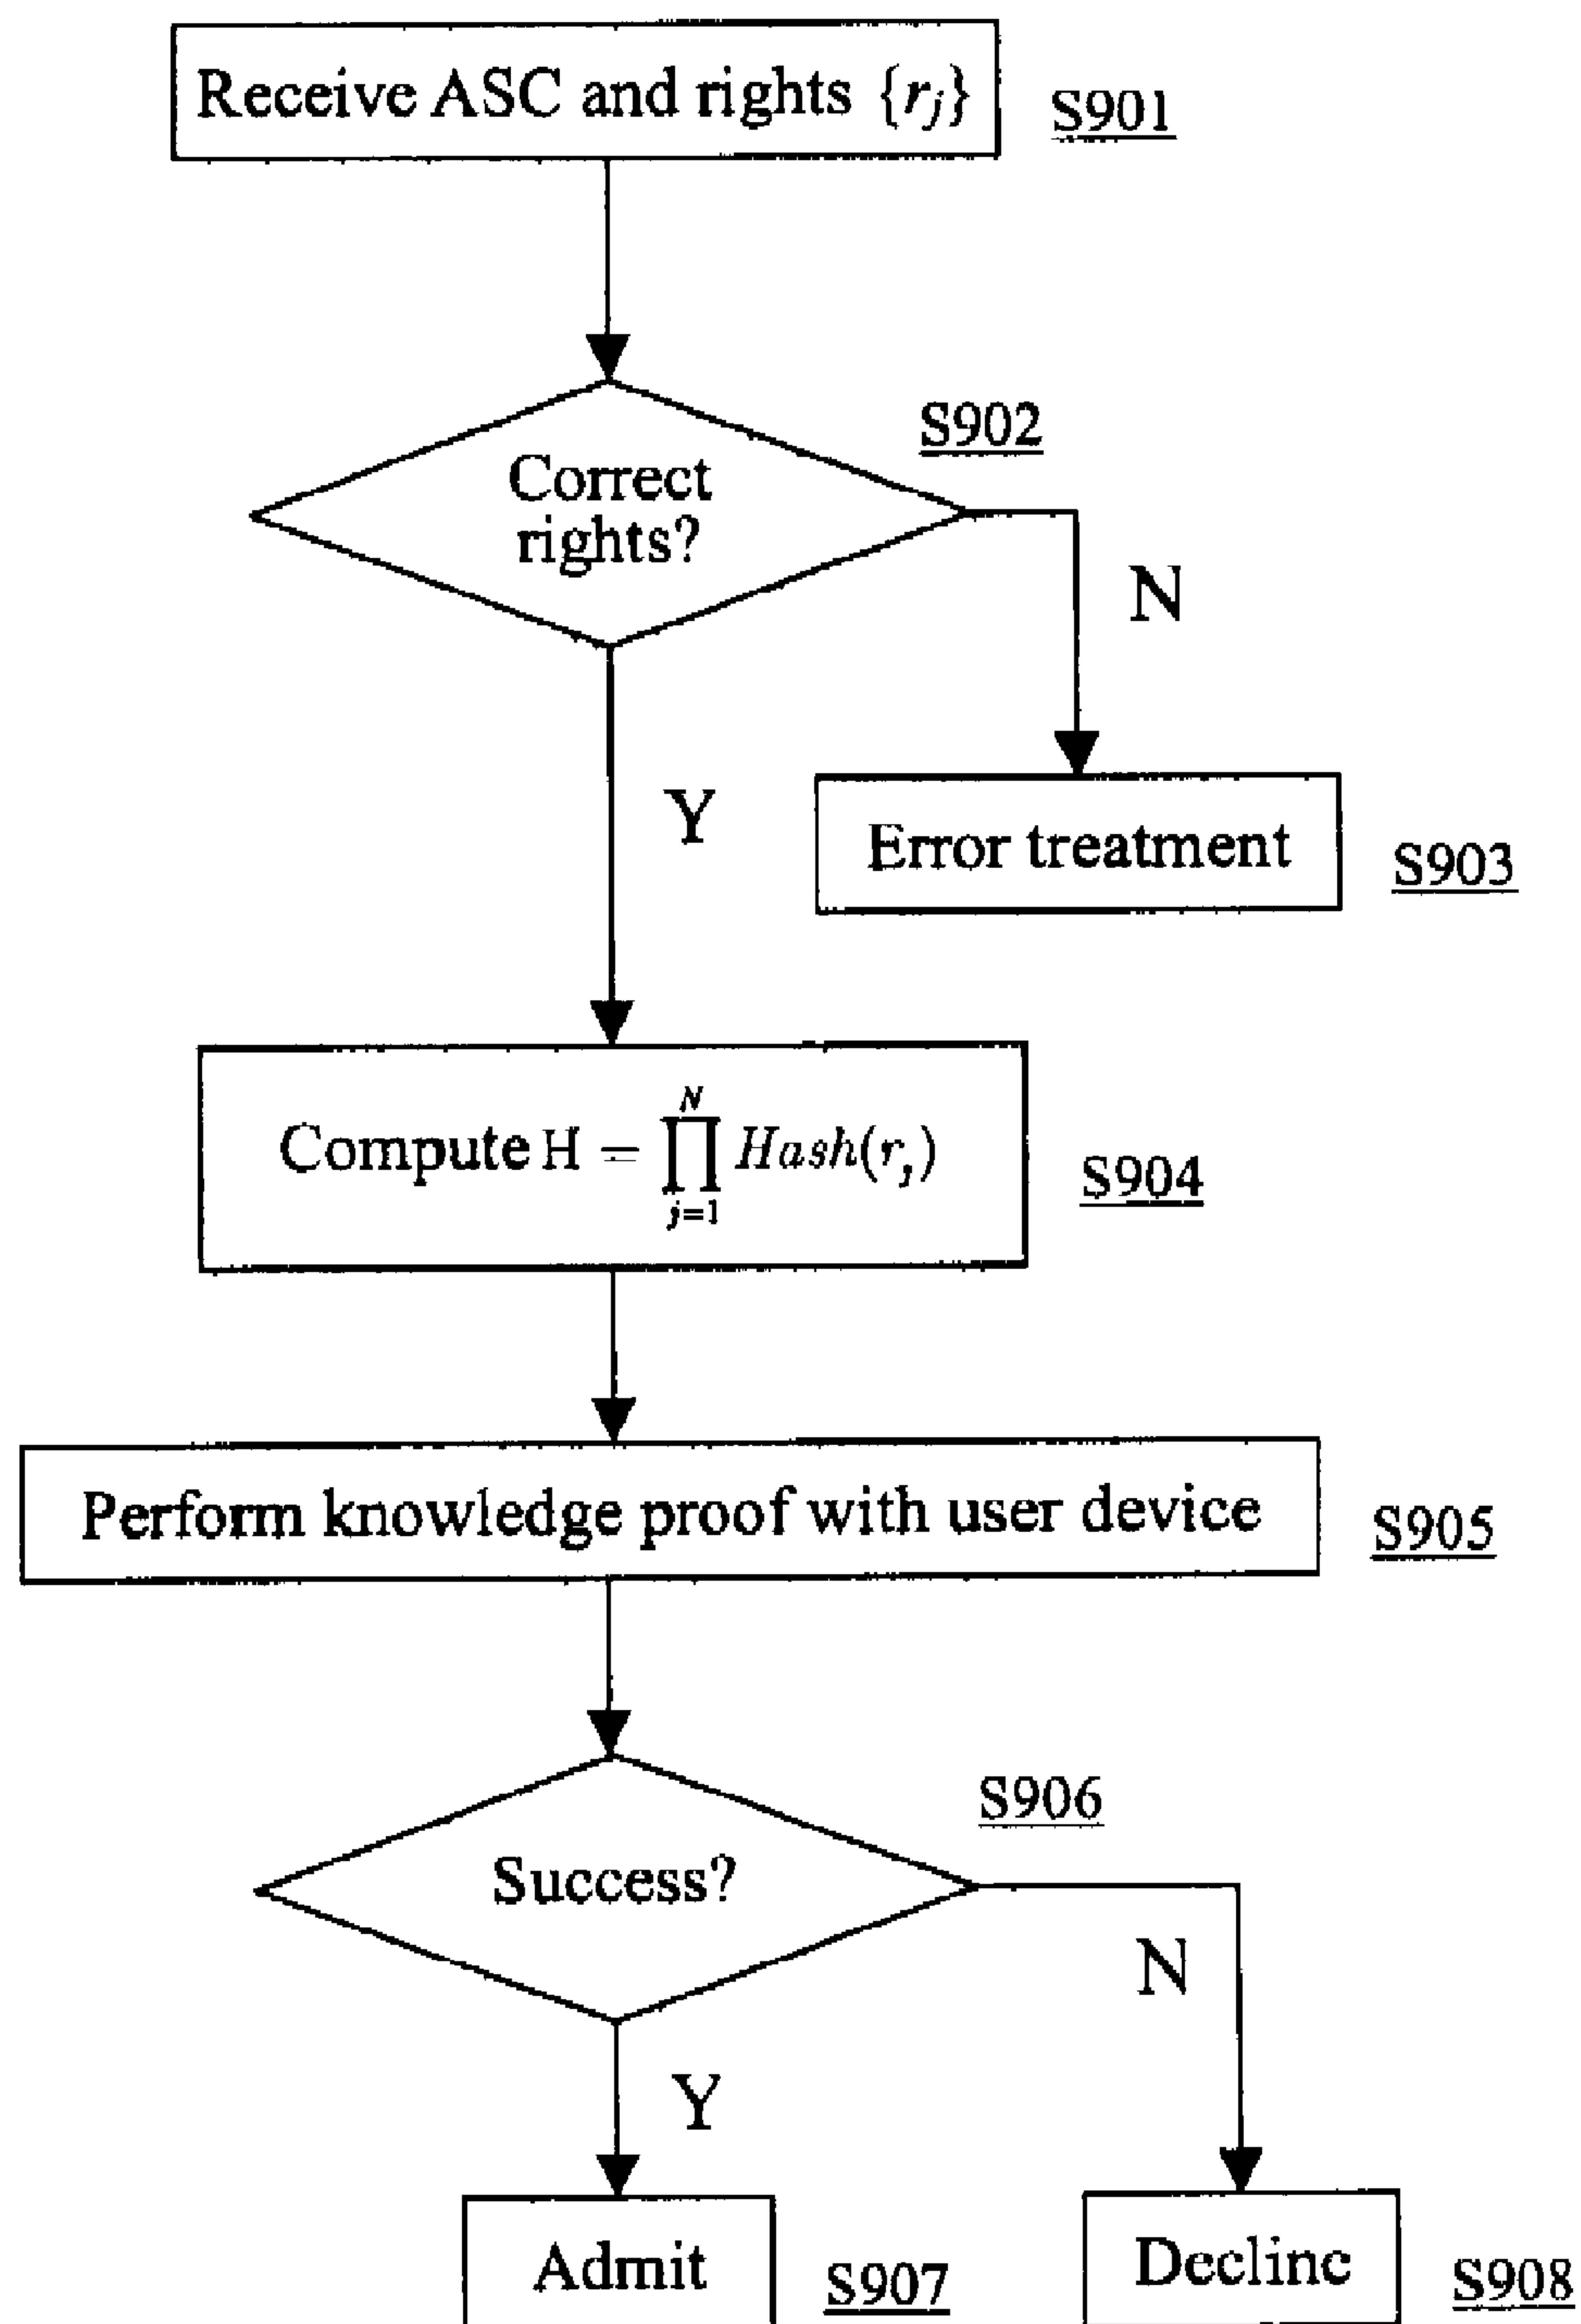 Receive ASC and rights {r_j} S901
S902
Correct
rights?
N
Y
Error treatment S903
Compute H = ∏_{j=1}^{N} Hash(r_j) S904
Perform knowledge proof with user device S905
S906
Success?
N
Y
Admit S907
Decline S908